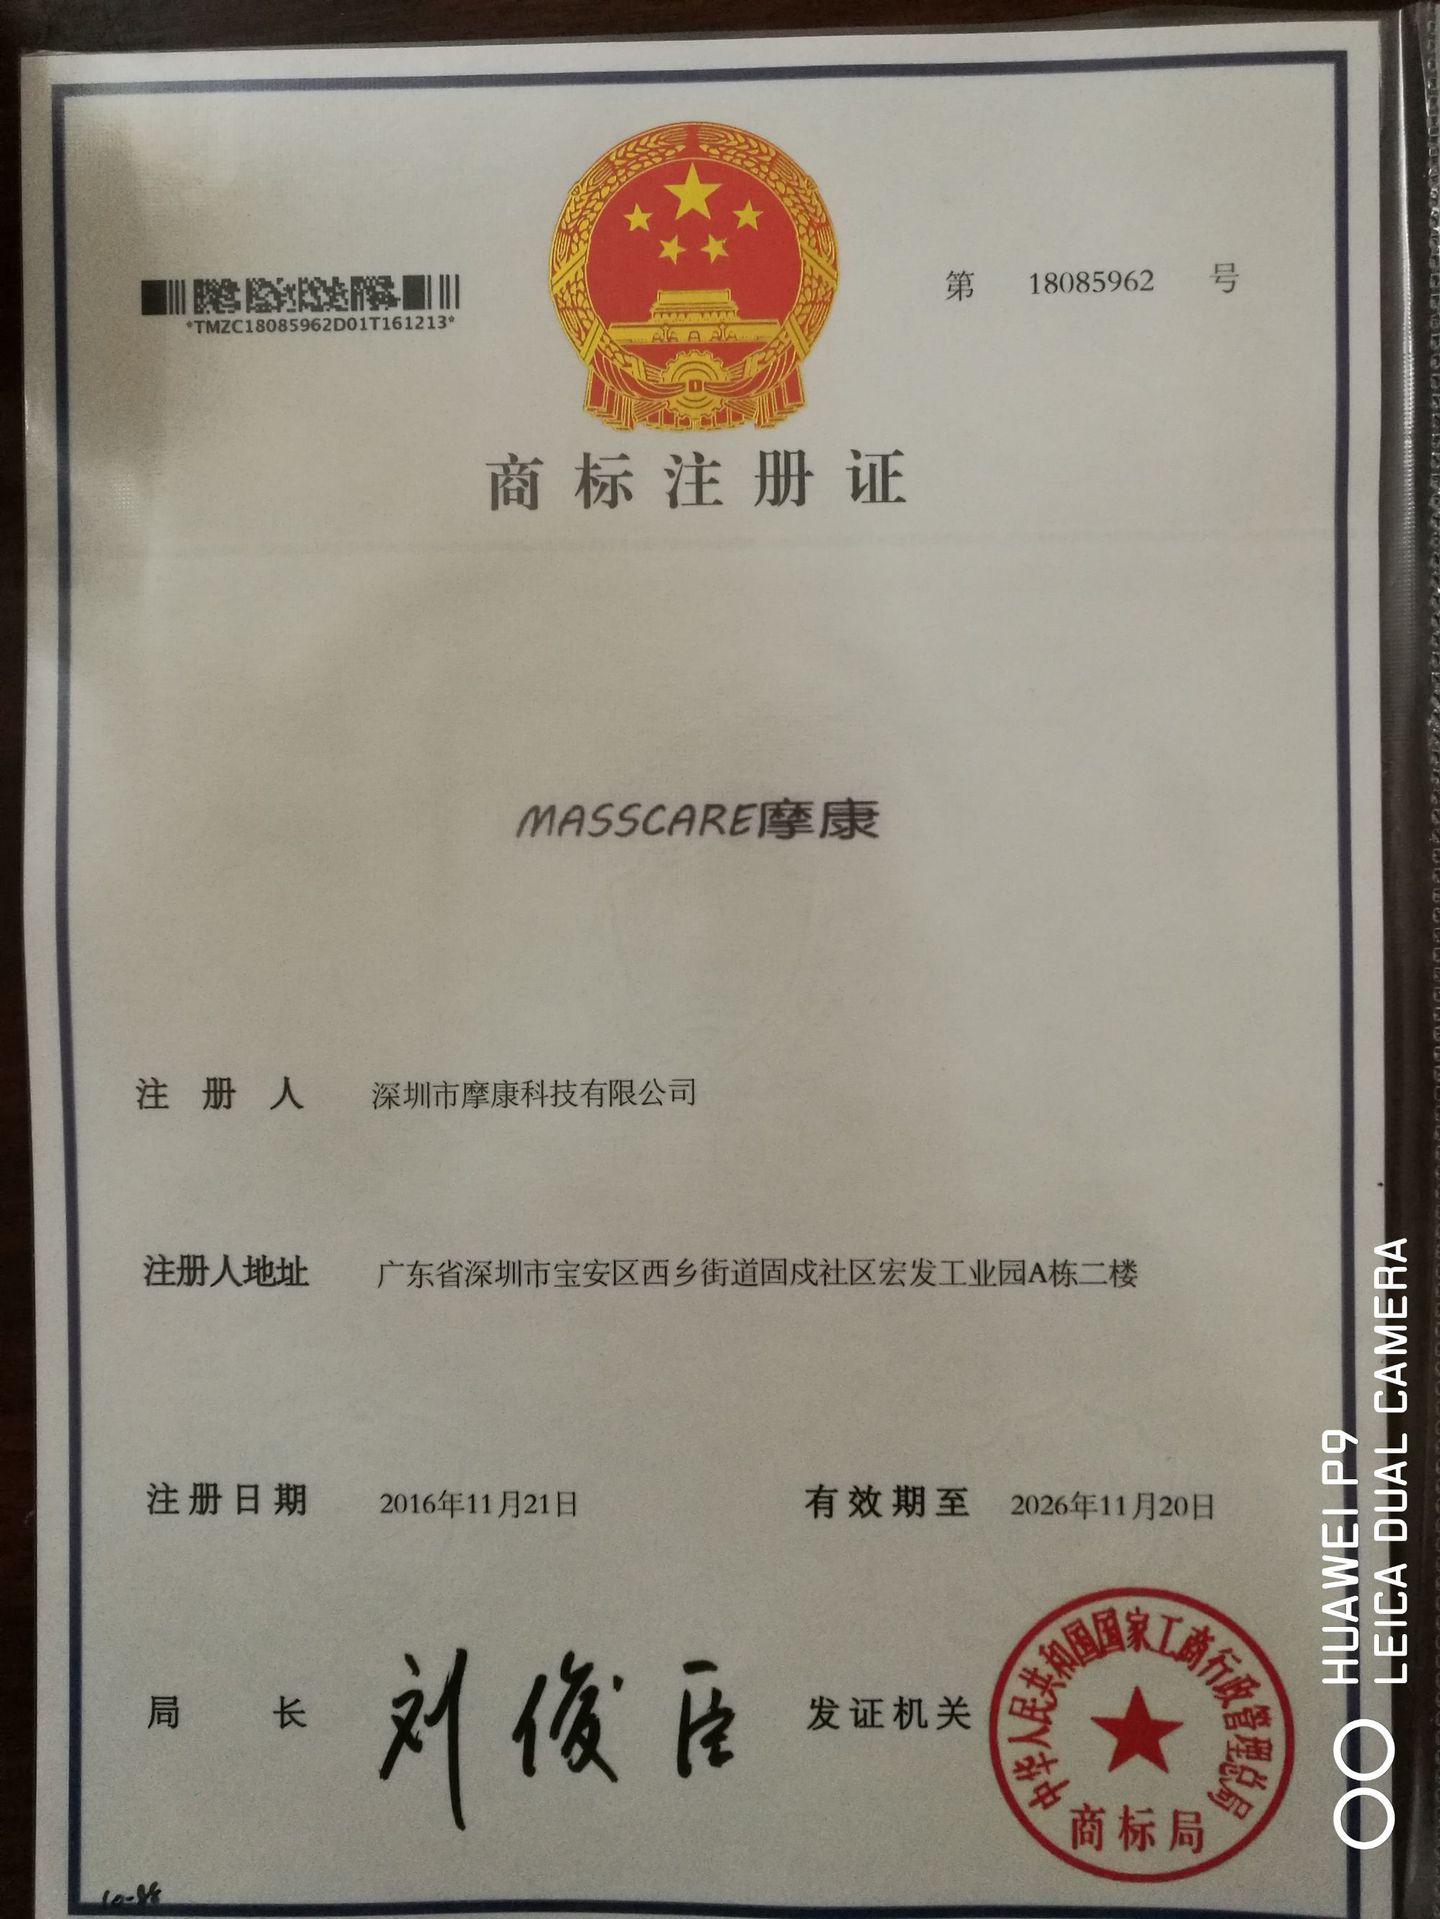 第 18085962 号
*TMZC18085962D01T161213*
商标注册证
MASSCARE摩康
注册人 深圳市摩康科技有限公司
注册人地址 广东省深圳市宝安区西乡街道固戍社区宏发工业园A栋二楼
注册日期 2016年11月21日 有效期至 2026年11月20日
局长 刘俊臣 发证机关
中华人民共和国国家工商行政管理总局
商标局
HUAWEI P9
LEICA DUAL CAMERA